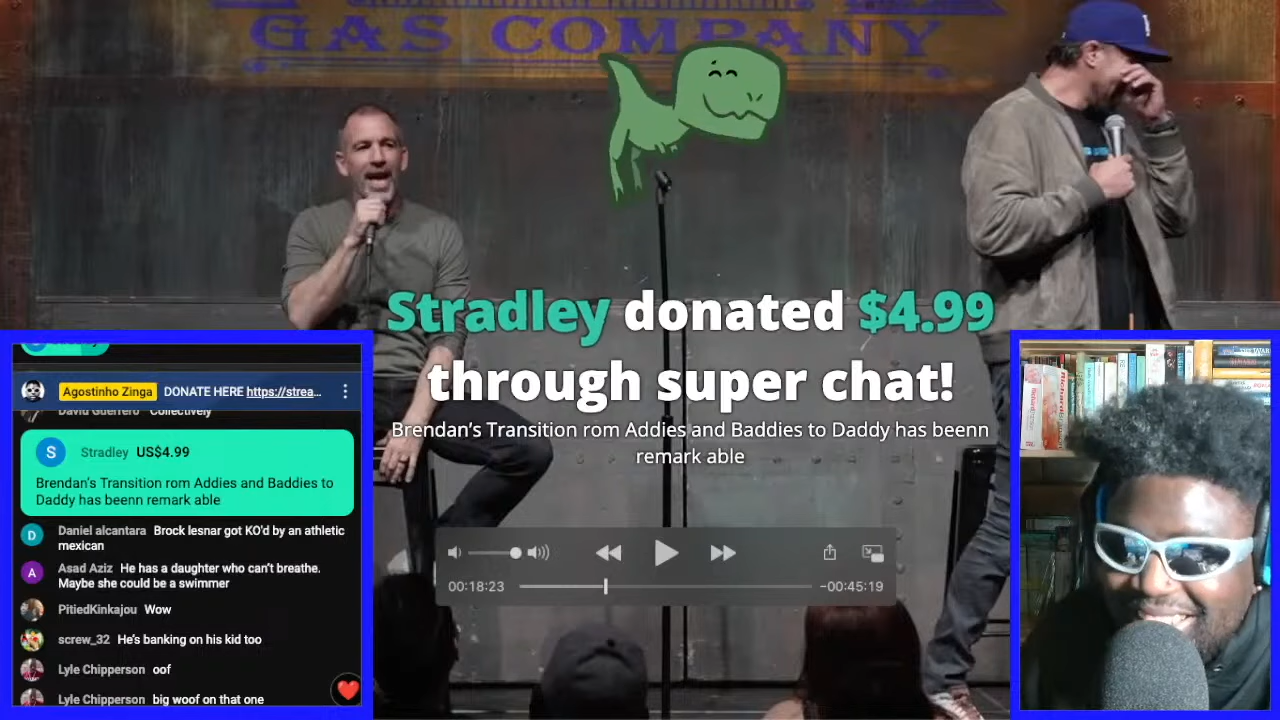 GAS COMPANY
Stradley donated $4.99
through super chat!
Brendan’s Transition rom Addies and Baddies to Daddy has beenn
remark able
Agostinho Zinga DONATE HERE https://strea...
David Guerrero Collectively
S Stradley US$4.99
Brendan’s Transition rom Addies and Baddies to
Daddy has beenn remark able
D Daniel alcantara Brock lesnar got KO'd by an athletic
mexican
A Asad Aziz He has a daughter who can’t breathe.
Maybe she could be a swimmer
PitiedKinkajou Wow
screw_32 He’s banking on his kid too
Lyle Chipperson oof
Lyle Chipperson big woof on that one
00:18:23
−00:45:19